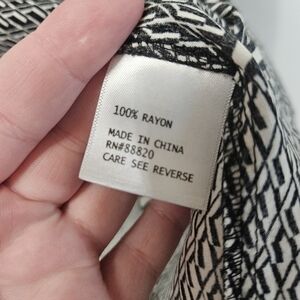 100% RAYON
MADE IN CHINA
RN#88820
CARE SEE REVERSE